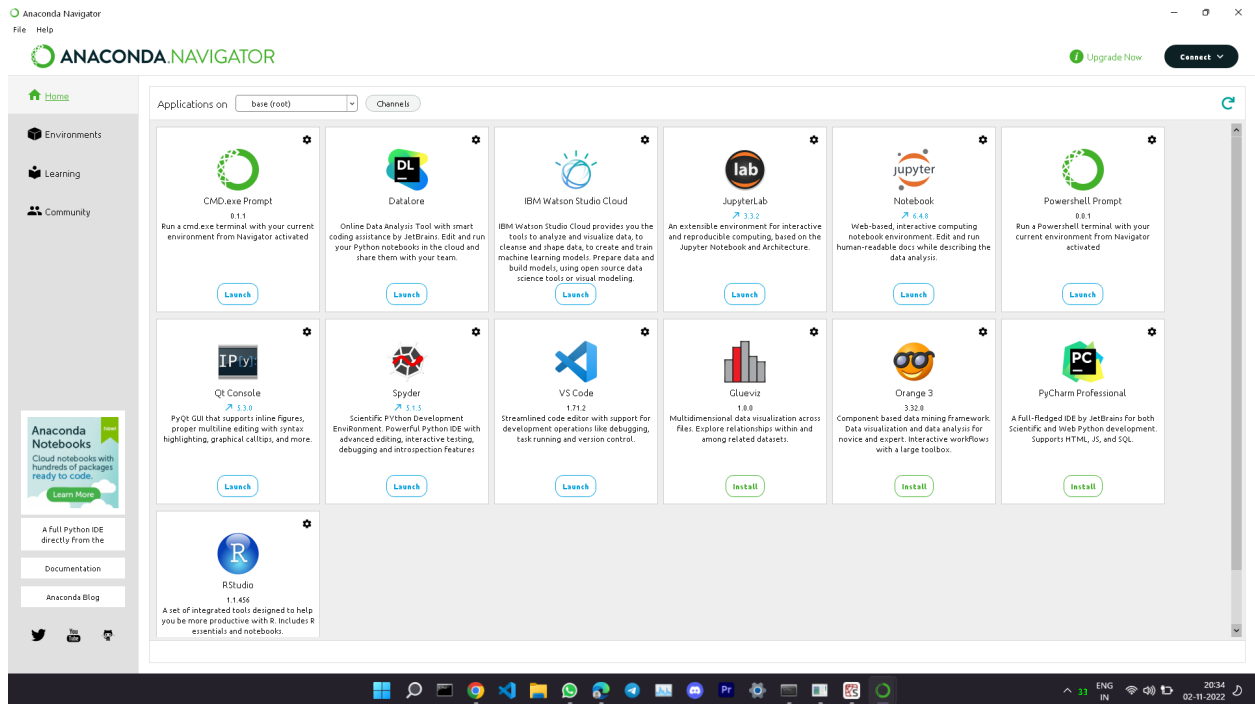 Anaconda Navigator
File Help
ANACONDA.NAVIGATOR
Upgrade Now
Connect
Home
Environments
Learning
Community
Applications on base (root) Channels
CMD.exe Prompt
0.1.1
Run a cmd.exe terminal with your current
environment from Navigator activated
Launch
DL
Datalore
Online Data Analysis Tool with smart
coding assistance by JetBrains. Edit and run
your Python notebooks in the cloud and
share them with your team.
Launch
IBM Watson Studio Cloud
IBM Watson Studio Cloud provides you the
tools to analyze and visualize data, to
cleanse and shape data, to create and train
machine learning models. Prepare data and
build models, using open source data
science tools or visual modeling.
Launch
lab
JupyterLab
3.3.2
An extensible environment for interactive
and reproducible computing, based on the
Jupyter Notebook and Architecture.
Launch
jupyter
Notebook
6.4.8
Web-based, interactive computing
notebook environment. Edit and run
human-readable docs while describing the
data analysis.
Launch
Powershell Prompt
0.0.1
Run a Powershell terminal with your
current environment from Navigator
activated
Launch
IP[y]:
Qt Console
5.3.0
PyQt GUI that supports inline figures,
proper multiline editing with syntax
highlighting, graphical calltips, and more.
Launch
Spyder
5.1.5
Scientific PYthon Development
EnviRonment. Powerful Python IDE with
advanced editing, interactive testing,
debugging and introspection features
Launch
VS Code
1.71.2
Streamlined code editor with support for
development operations like debugging,
task running and version control.
Launch
Glueviz
1.0.0
Multidimensional data visualization across
files. Explore relationships within and
among related datasets.
Install
Orange 3
3.32.0
Component based data mining framework.
Data visualization and data analysis for
novice and expert. Interactive workflows
with a large toolbox.
Install
PC
PyCharm Professional
A full-fledged IDE by JetBrains for both
Scientific and Web Python development.
Supports HTML, JS, and SQL.
Install
R
RStudio
1.1.456
A set of integrated tools designed to help
you be more productive with R. Includes R
essentials and notebooks.
Anaconda
Notebooks
Cloud notebooks with
hundreds of packages
ready to code.
Learn More
A full Python IDE
directly from the
Documentation
Anaconda Blog
You
Tube
Pr
33
ENG
IN
20:34
02-11-2022